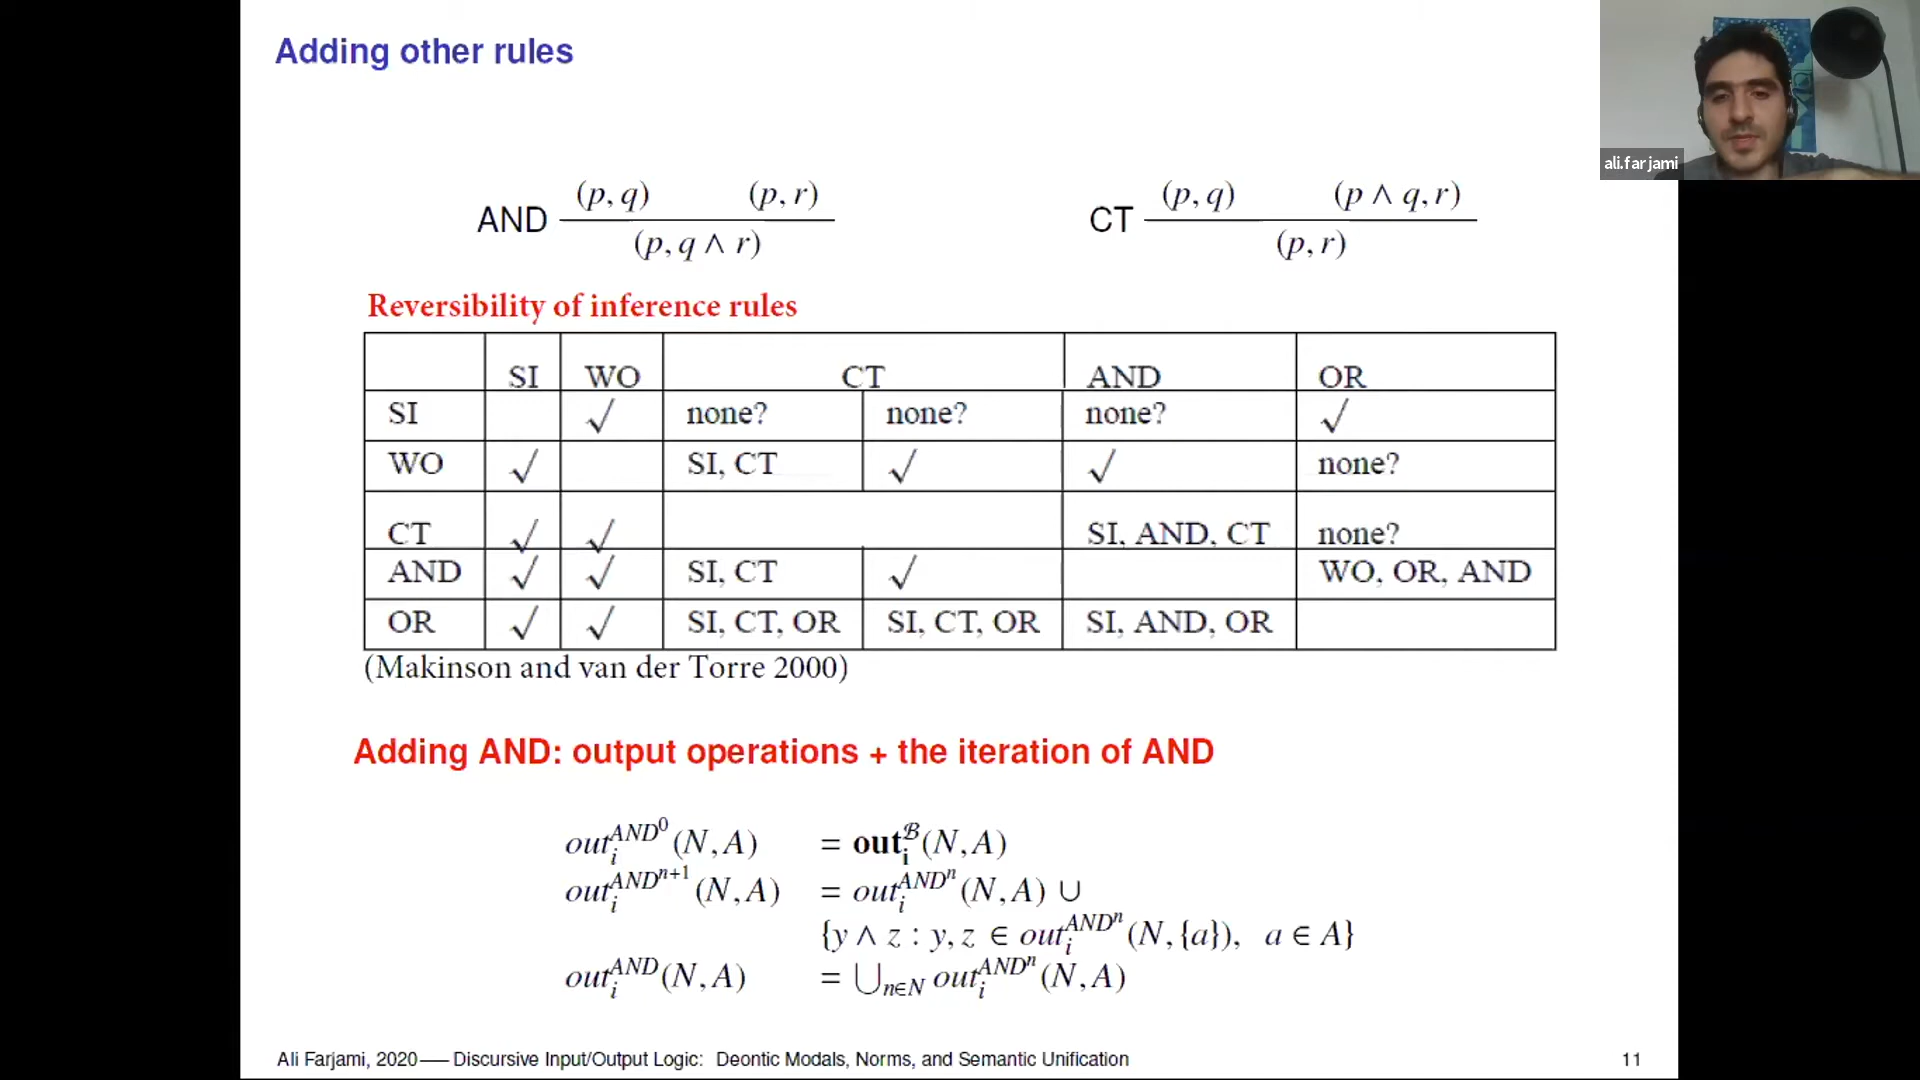 Adding other rules
ali.farjami
AND (p, q) (p, r)
(p, q ∧ r)
CT (p, q) (p ∧ q, r)
(p, r)
Reversibility of inference rules
SI WO CT AND OR
SI ✓ none? none? none? ✓
WO ✓ SI, CT ✓ ✓ none?
CT ✓ ✓ SI, AND, CT none?
AND ✓ ✓ SI, CT ✓ WO, OR, AND
OR ✓ ✓ SI, CT, OR SI, CT, OR SI, AND, OR
(Makinson and van der Torre 2000)
Adding AND: output operations + the iteration of AND
out_i^{AND^0}(N, A) = out_i^ℬ(N, A)
out_i^{AND^{n+1}}(N, A) = out_i^{AND^n}(N, A) ∪
{y ∧ z : y, z ∈ out_i^{AND^n}(N, {a}), a ∈ A}
out_i^{AND}(N, A) = ⋃_{n∈N} out_i^{AND^n}(N, A)
Ali Farjami, 2020—— Discursive Input/Output Logic: Deontic Modals, Norms, and Semantic Unification 11